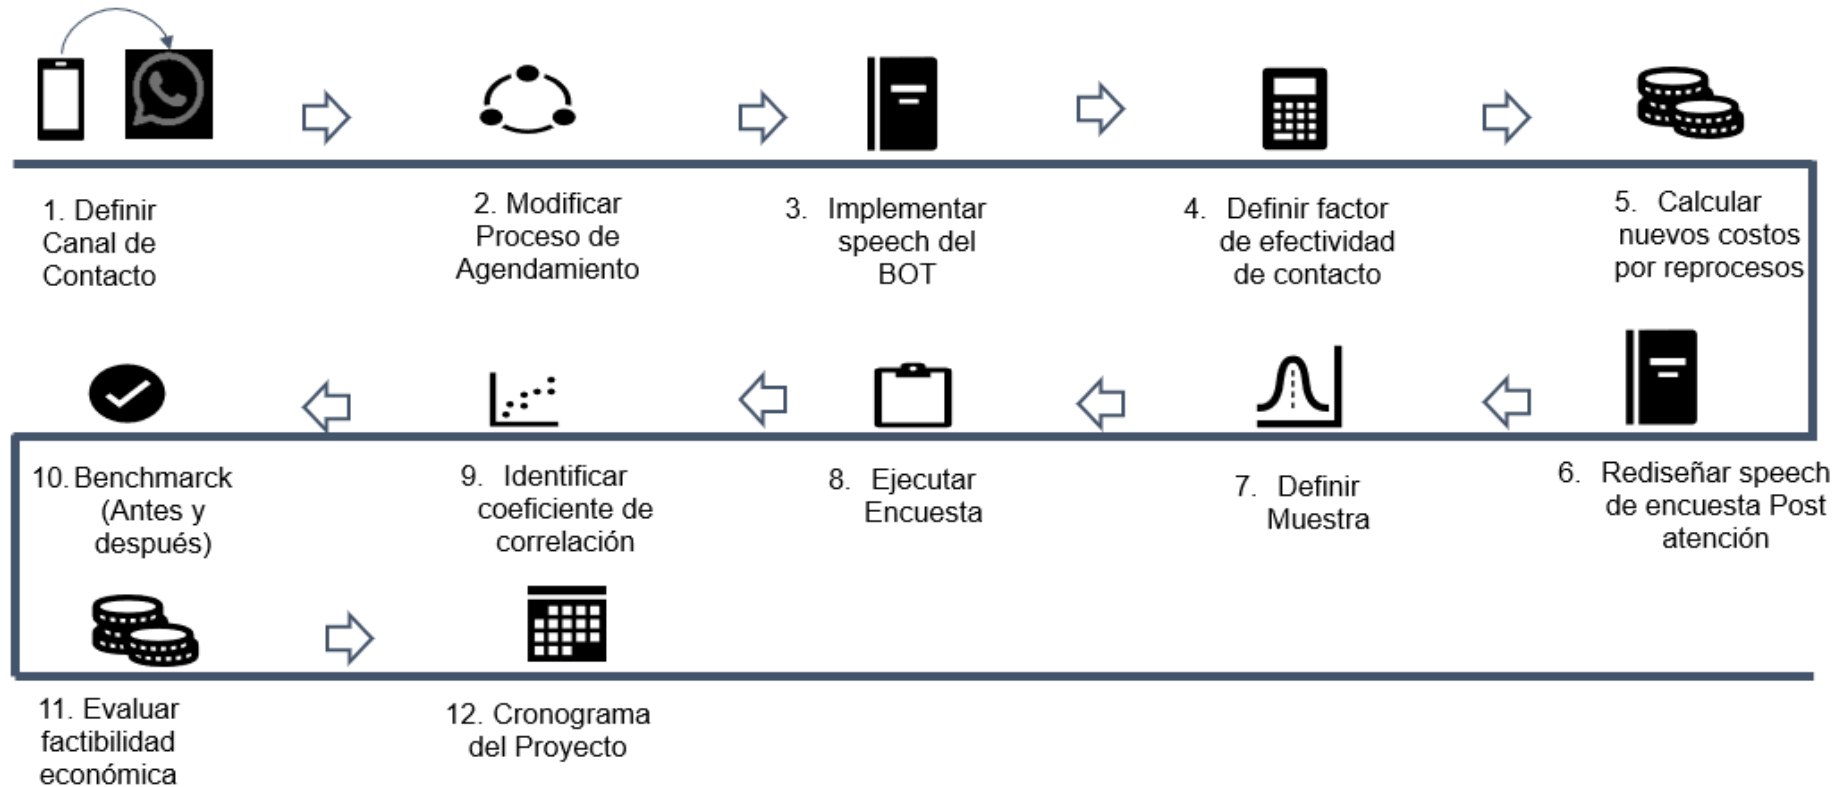 1. Definir
Canal de
Contacto
2. Modificar
Proceso de
Agendamiento
3. Implementar
speech del
BOT
4. Definir factor
de efectividad
de contacto
5. Calcular
nuevos costos
por reprocesos
6. Rediseñar speech
de encuesta Post
atención
7. Definir
Muestra
8. Ejecutar
Encuesta
9. Identificar
coeficiente de
correlación
10. Benchmarck
(Antes y
después)
11. Evaluar
factibilidad
económica
12. Cronograma
del Proyecto